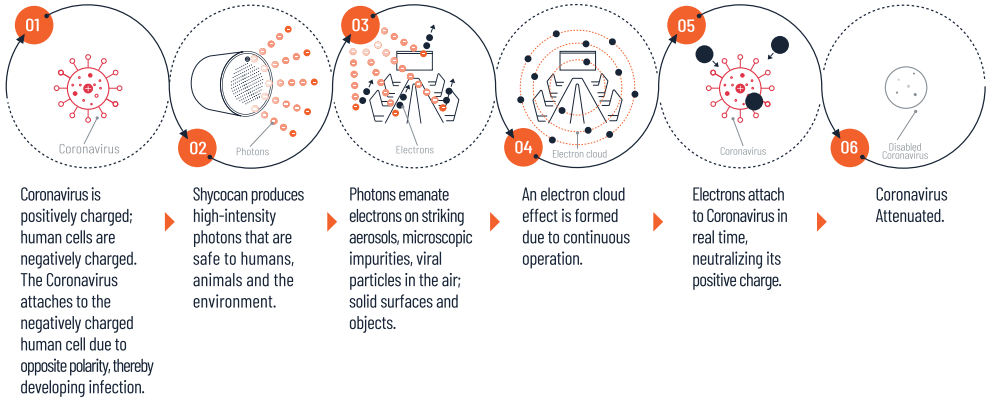 01
Coronavirus
Coronavirus is
positively charged;
human cells are
negatively charged.
The Coronavirus
attaches to the
negatively charged
human cell due to
opposite polarity, thereby
developing infection.
02
Photons
Shycocan produces
high-intensity
photons that are
safe to humans,
animals and the
environment.
03
Electrons
Photons emanate
electrons on striking
aerosols, microscopic
impurities, viral
particles in the air;
solid surfaces and
objects.
04
Electron cloud
An electron cloud
effect is formed
due to continuous
operation.
05
Coronavirus
Electrons attach
to Coronavirus in
real time,
neutralizing its
positive charge.
06
Disabled
Coronavirus
Coronavirus
Attenuated.